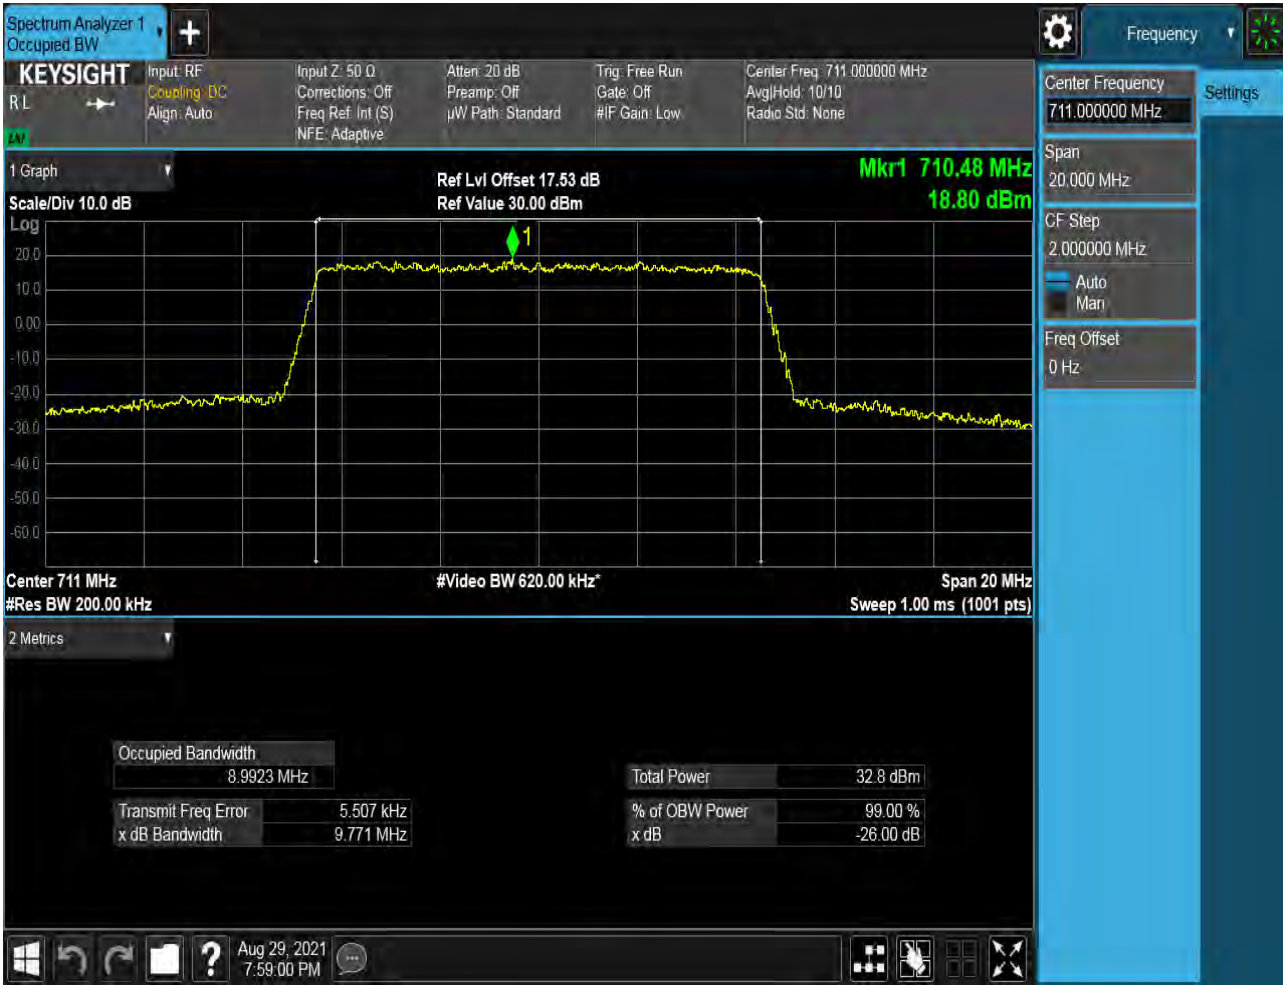 Spectrum Analyzer 1
Occupied BW
Frequency
KEYSIGHT
R L
Input: RF
Coupling: DC
Align: Auto
Input Z: 50 Ω
Corrections: Off
Freq Ref: Int (S)
NFE: Adaptive
Atten: 20 dB
Preamp: Off
µW Path: Standard
Trig: Free Run
Gate: Off
#IF Gain: Low
Center Freq: 711.000000 MHz
Avg|Hold: 10/10
Radio Std: None
Center Frequency
711.000000 MHz
Settings
Span
20.000 MHz
CF Step
2.000000 MHz
Auto
Man
Freq Offset
0 Hz
1 Graph
Scale/Div 10.0 dB
Log
Ref Lvl Offset 17.53 dB
Ref Value 30.00 dBm
Mkr1 710.48 MHz
18.80 dBm
1
20.0
10.0
0.00
-10.0
-20.0
-30.0
-40.0
-50.0
-60.0
Center 711 MHz
#Res BW 200.00 kHz
#Video BW 620.00 kHz*
Span 20 MHz
Sweep 1.00 ms (1001 pts)
2 Metrics
Occupied Bandwidth
8.9923 MHz
Transmit Freq Error 5.507 kHz
x dB Bandwidth 9.771 MHz
Total Power 32.8 dBm
% of OBW Power 99.00 %
x dB -26.00 dB
Aug 29, 2021
7:59:00 PM